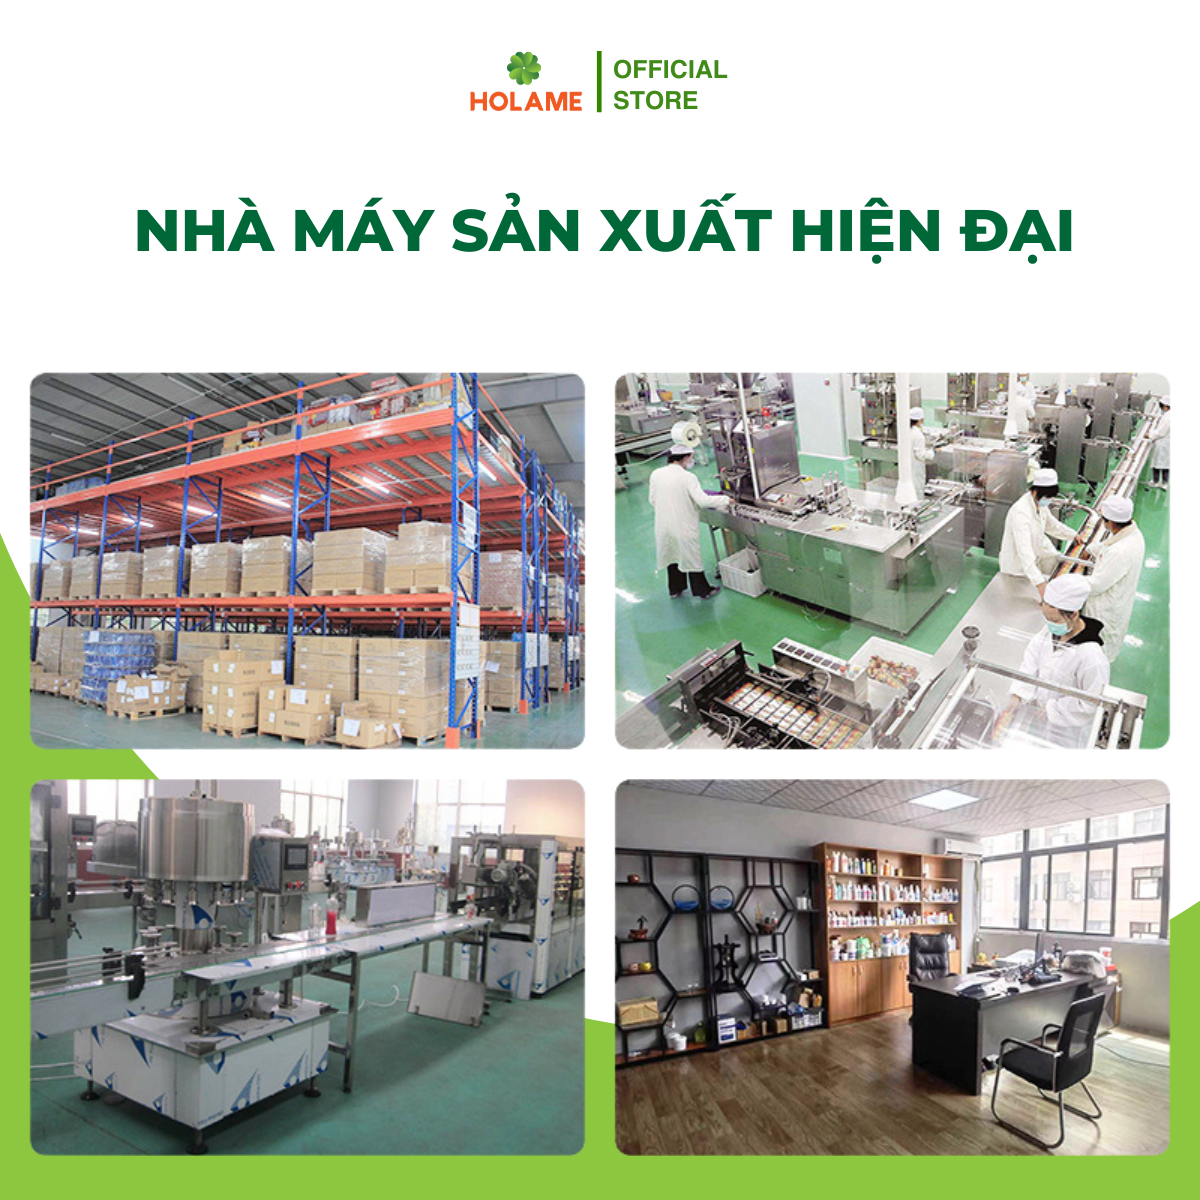 HOLAME
OFFICIAL
STORE
NHÀ MÁY SẢN XUẤT HIỆN ĐẠI